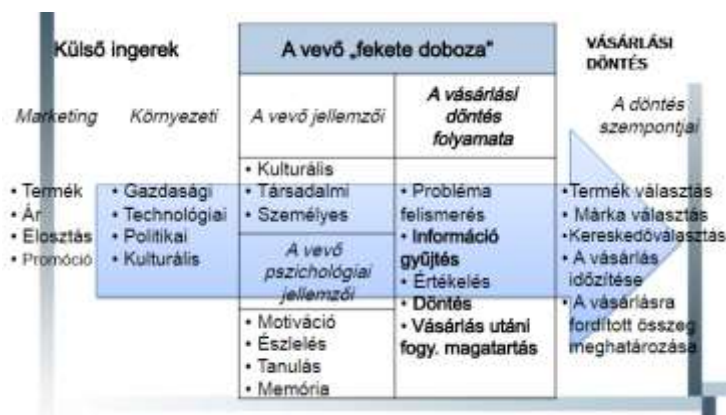 Külső ingerek
A vevő „fekete doboza”
VÁSÁRLÁSI
DÖNTÉS
Marketing
Környezeti
A vevő jellemzői
A vásárlási
döntés
folyamata
A döntés
szempontjai
• Termék
• Ár
• Elosztás
• Promóció
• Gazdasági
• Technológiai
• Politikai
• Kulturális
• Kulturális
• Társadalmi
• Személyes
A vevő
pszichológiai
jellemzői
• Motiváció
• Észlelés
• Tanulás
• Memória
• Probléma
felismerés
• Információ
gyűjtés
• Értékelés
• Döntés
• Vásárlás utáni
fogy. magatartás
•Termék választás
• Márka választás
•Kereskedőválasztás
• A vásárlás
időzítése
• A vásárlásra
fordított összeg
meghatározása